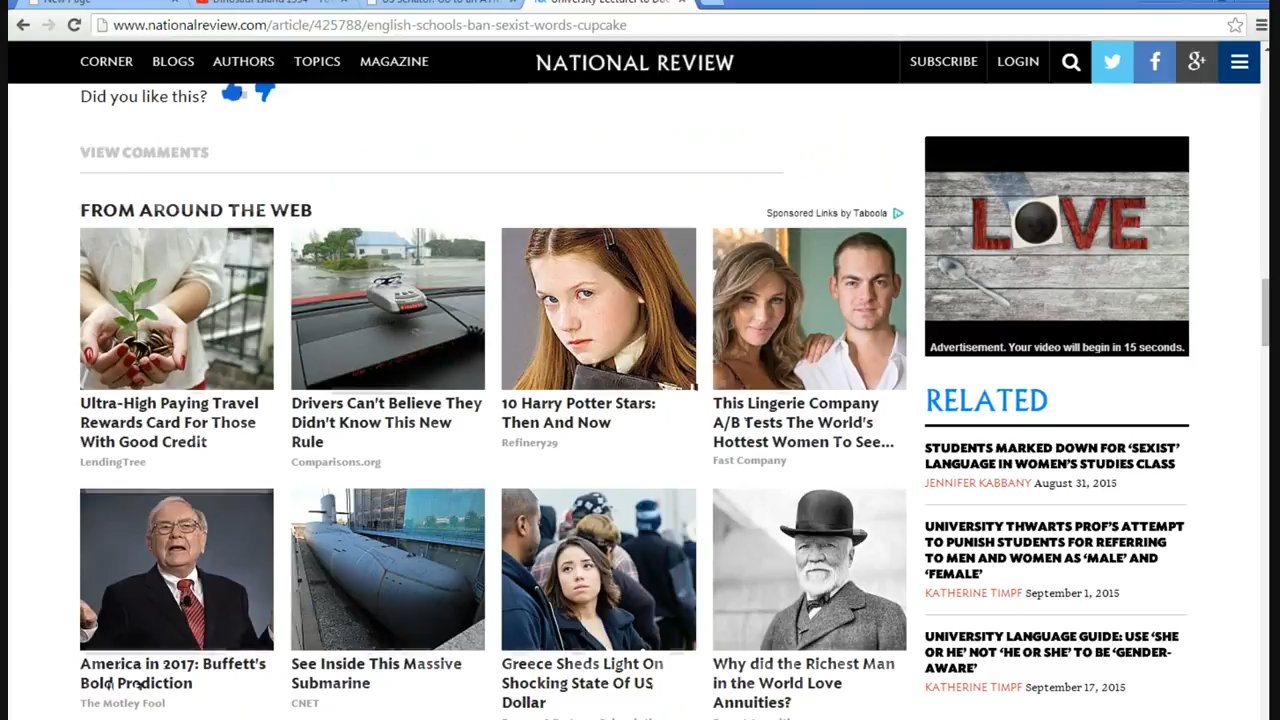 www.nationalreview.com/article/425788/english-schools-ban-sexist-words-cupcake
CORNER BLOGS AUTHORS TOPICS MAGAZINE NATIONAL REVIEW SUBSCRIBE LOGIN
Did you like this?
VIEW COMMENTS
FROM AROUND THE WEB
Sponsored Links by Taboola
Ultra-High Paying Travel
Rewards Card For Those
With Good Credit
LendingTree
Drivers Can't Believe They
Didn't Know This New
Rule
Comparisons.org
10 Harry Potter Stars:
Then And Now
Refinery29
This Lingerie Company
A/B Tests The World's
Hottest Women To See...
Fast Company
America in 2017: Buffett's
Bold Prediction
The Motley Fool
See Inside This Massive
Submarine
CNET
Greece Sheds Light On
Shocking State Of US
Dollar
Why did the Richest Man
in the World Love
Annuities?
LOVE
Advertisement. Your video will begin in 15 seconds.
RELATED
STUDENTS MARKED DOWN FOR 'SEXIST'
LANGUAGE IN WOMEN'S STUDIES CLASS
JENNIFER KABBANY August 31, 2015
UNIVERSITY THWARTS PROF'S ATTEMPT
TO PUNISH STUDENTS FOR REFERRING
TO MEN AND WOMEN AS 'MALE' AND
'FEMALE'
KATHERINE TIMPF September 1, 2015
UNIVERSITY LANGUAGE GUIDE: USE 'SHE
OR HE' NOT 'HE OR SHE' TO BE 'GENDER-
AWARE'
KATHERINE TIMPF September 17, 2015